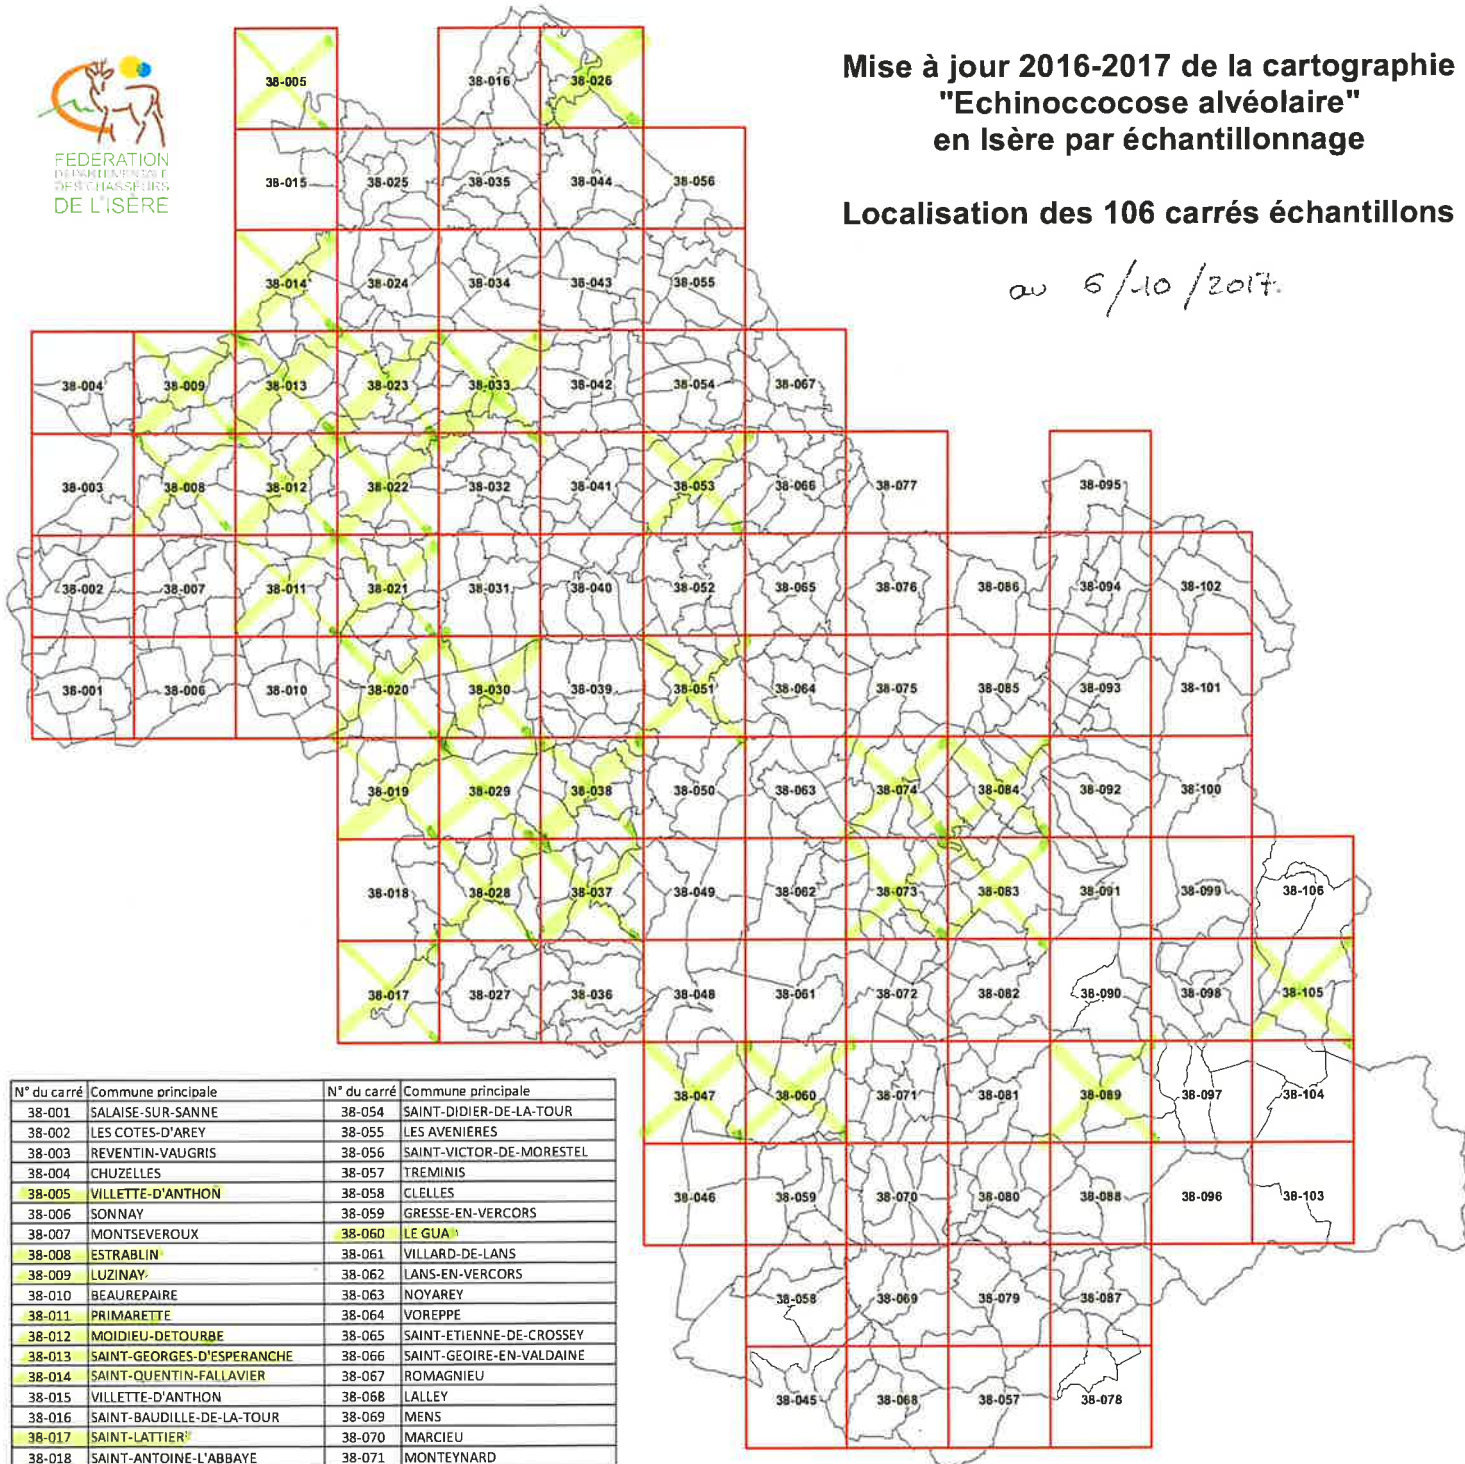 FEDERATION
DEPARTEMENTALE
DES CHASSEURS
DE L'ISÈRE
Mise à jour 2016-2017 de la cartographie
"Echinoccocose alvéolaire"
en Isère par échantillonnage
Localisation des 106 carrés échantillons
au 6/10/2017.
38-005 38-016 38-026
38-015 38-025 38-035 38-044 38-056
38-014 38-024 38-034 38-043 38-055
38-004 38-009 38-013 38-023 38-033 38-042 38-054 38-067
38-003 38-008 38-012 38-022 38-032 38-041 38-053 38-066 38-077 38-095
38-002 38-007 38-011 38-021 38-031 38-040 38-052 38-065 38-076 38-086 38-094 38-102
38-001 38-006 38-010 38-020 38-030 38-039 38-051 38-064 38-075 38-085 38-093 38-101
38-019 38-029 38-038 38-050 38-063 38-074 38-084 38-092 38-100
38-018 38-028 38-037 38-049 38-062 38-073 38-083 38-091 38-099 38-106
38-017 38-027 38-036 38-048 38-061 38-072 38-082 38-090 38-098 38-105
38-047 38-060 38-071 38-081 38-089 38-097 38-104
38-046 38-059 38-070 38-080 38-088 38-096 38-103
38-058 38-069 38-079 38-087
38-045 38-068 38-057 38-078
N° du carré Commune principale N° du carré Commune principale
38-001 SALAISE-SUR-SANNE 38-054 SAINT-DIDIER-DE-LA-TOUR
38-002 LES COTES-D'AREY 38-055 LES AVENIERES
38-003 REVENTIN-VAUGRIS 38-056 SAINT-VICTOR-DE-MORESTEL
38-004 CHUZELLES 38-057 TREMINIS
38-005 VILLETTE-D'ANTHON 38-058 CLELLES
38-006 SONNAY 38-059 GRESSE-EN-VERCORS
38-007 MONTSEVEROUX 38-060 LE GUA
38-008 ESTRABLIN 38-061 VILLARD-DE-LANS
38-009 LUZINAY 38-062 LANS-EN-VERCORS
38-010 BEAUREPAIRE 38-063 NOYAREY
38-011 PRIMARETTE 38-064 VOREPPE
38-012 MOIDIEU-DETOURBE 38-065 SAINT-ETIENNE-DE-CROSSEY
38-013 SAINT-GEORGES-D'ESPERANCHE 38-066 SAINT-GEOIRE-EN-VALDAINE
38-014 SAINT-QUENTIN-FALLAVIER 38-067 ROMAGNIEU
38-015 VILLETTE-D'ANTHON 38-068 LALLEY
38-016 SAINT-BAUDILLE-DE-LA-TOUR 38-069 MENS
38-017 SAINT-LATTIER 38-070 MARCIEU
38-018 SAINT-ANTOINE-L'ABBAYE 38-071 MONTEYNARD